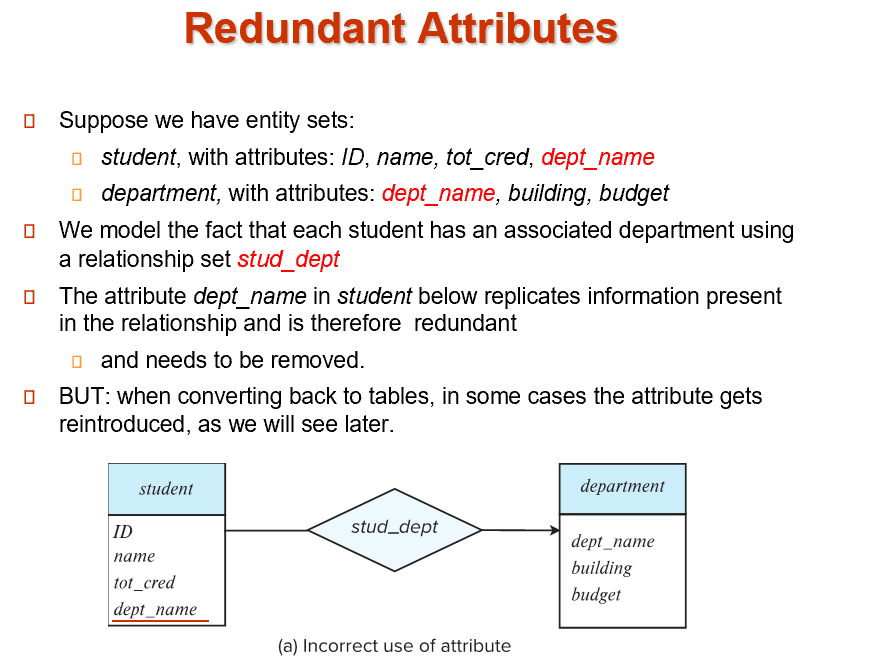 Redundant Attributes
Suppose we have entity sets:
student, with attributes: ID, name, tot_cred, dept_name
department, with attributes: dept_name, building, budget
We model the fact that each student has an associated department using
a relationship set stud_dept
The attribute dept_name in student below replicates information present
in the relationship and is therefore  redundant
and needs to be removed.
BUT: when converting back to tables, in some cases the attribute gets
reintroduced, as we will see later.
student
ID
name
tot_cred
dept_name
stud_dept
department
dept_name
building
budget
(a) Incorrect use of attribute